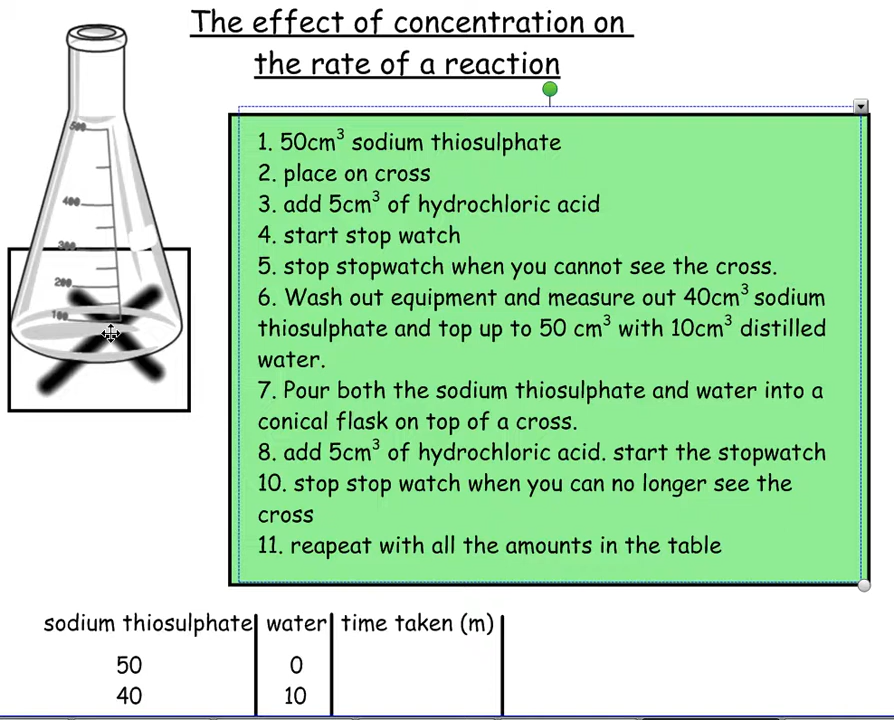 The effect of concentration on
the rate of a reaction
1. 50cm³ sodium thiosulphate
2. place on cross
3. add 5cm³ of hydrochloric acid
4. start stop watch
5. stop stopwatch when you cannot see the cross.
6. Wash out equipment and measure out 40cm³ sodium
thiosulphate and top up to 50 cm³ with 10cm³ distilled
water.
7. Pour both the sodium thiosulphate and water into a
conical flask on top of a cross.
8. add 5cm³ of hydrochloric acid. start the stopwatch
10. stop stop watch when you can no longer see the
cross
11. reapeat with all the amounts in the table
500
400
300
200
100
sodium thiosulphate water time taken (m)
50 0
40 10